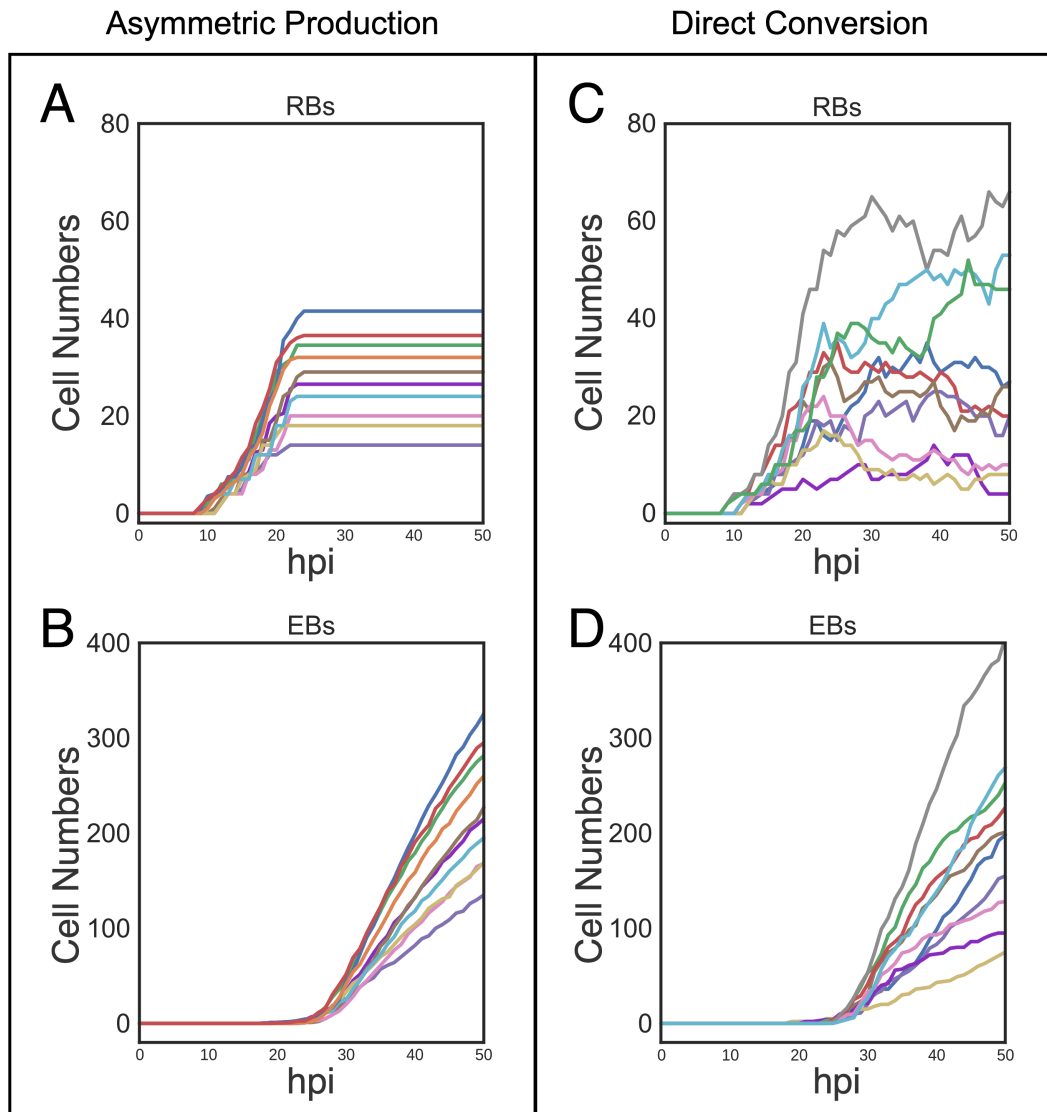 Asymmetric Production
Direct Conversion
A
RBs
80
60
40
20
0
Cell Numbers
0 10 20 30 40 50
hpi
B
EBs
400
300
200
100
0
Cell Numbers
0 10 20 30 40 50
hpi
C
RBs
80
60
40
20
0
Cell Numbers
0 10 20 30 40 50
hpi
D
EBs
400
300
200
100
0
Cell Numbers
0 10 20 30 40 50
hpi